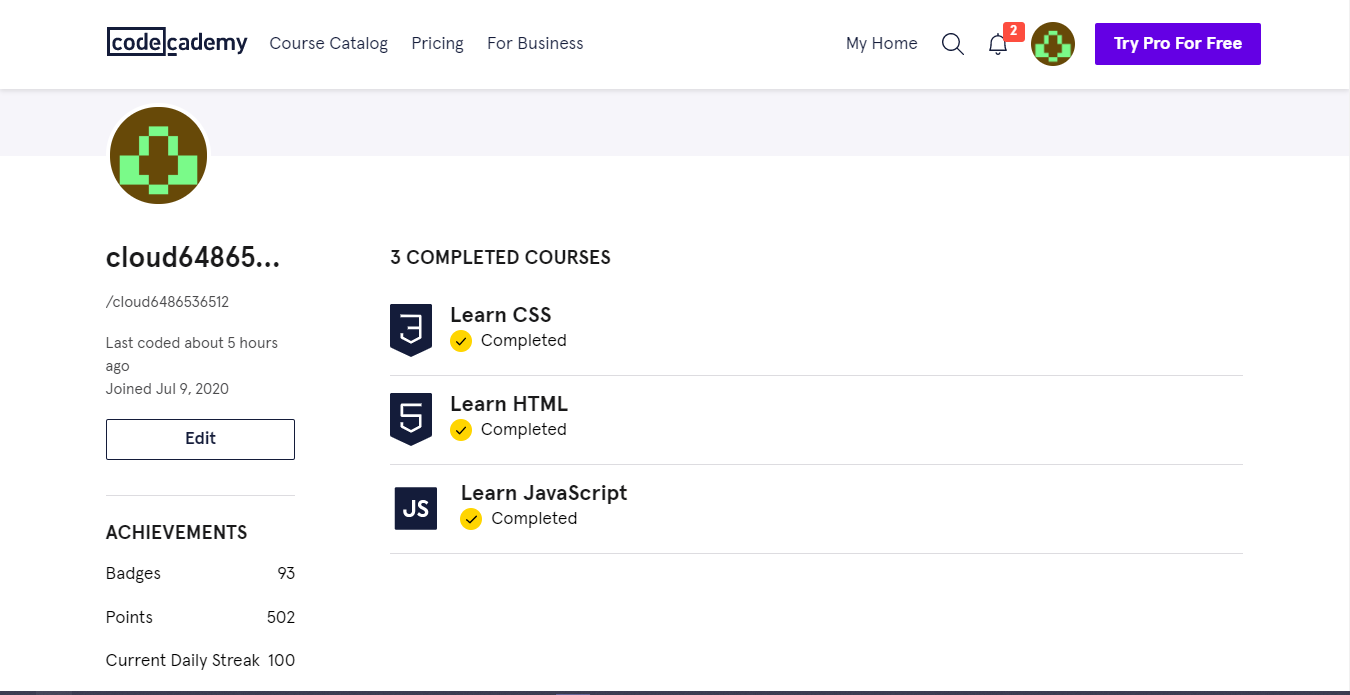 codecademy Course Catalog Pricing For Business My Home 2 Try Pro For Free
cloud64865...
/cloud6486536512
Last coded about 5 hours
ago
Joined Jul 9, 2020
Edit
ACHIEVEMENTS
Badges 93
Points 502
Current Daily Streak 100
3 COMPLETED COURSES
3
Learn CSS
Completed
5
Learn HTML
Completed
JS
Learn JavaScript
Completed